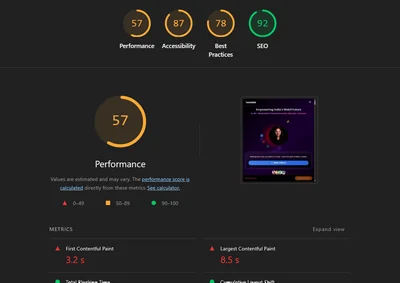 57
87
78
92
Performance
Accessibility
Best
Practices
SEO
57
Performance
Values are estimated and may vary. The performance score is
calculated directly from these metrics. See calculator.
0–49
50–89
90–100
METRICS
Expand view
First Contentful Paint
3.2 s
Largest Contentful Paint
8.5 s
Total Blocking Time
Cumulative Layout Shift